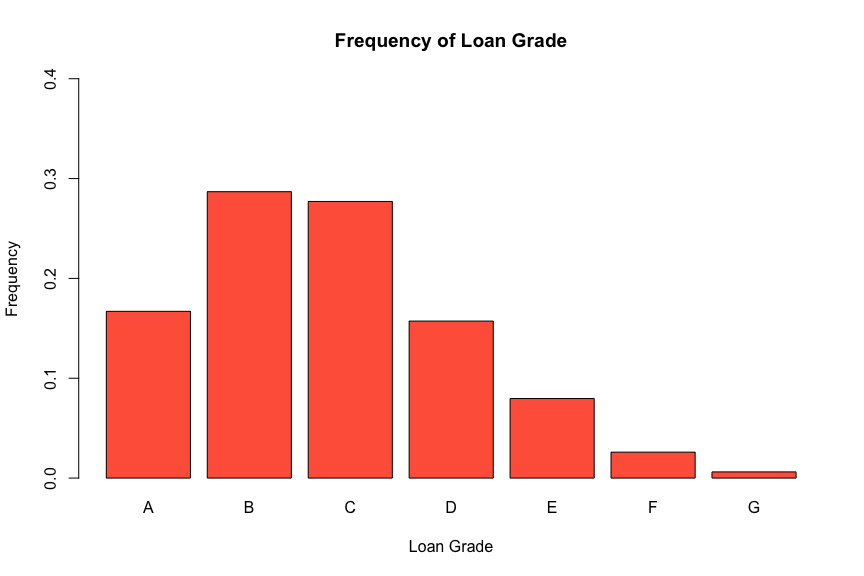 Frequency of Loan Grade
0.4
0.3
0.2
0.1
0.0
Frequency
A B C D E F G
Loan Grade